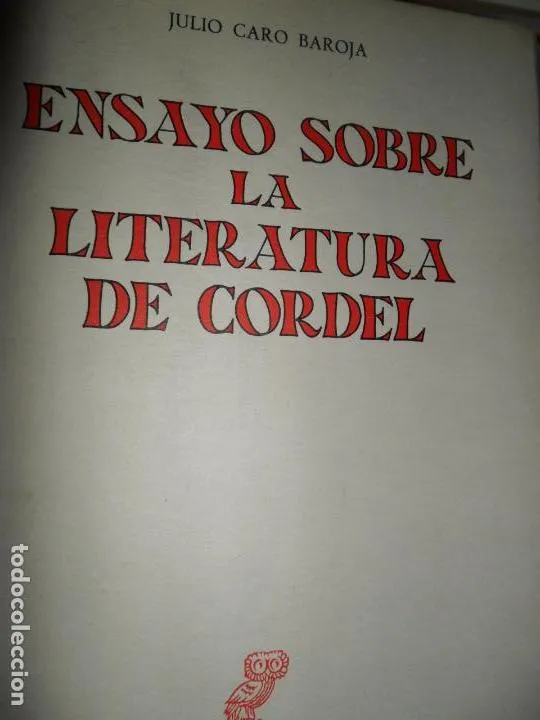 JULIO CARO BAROJA
ENSAYO SOBRE
LA
LITERATURA
DE CORDEL
todocoleccion